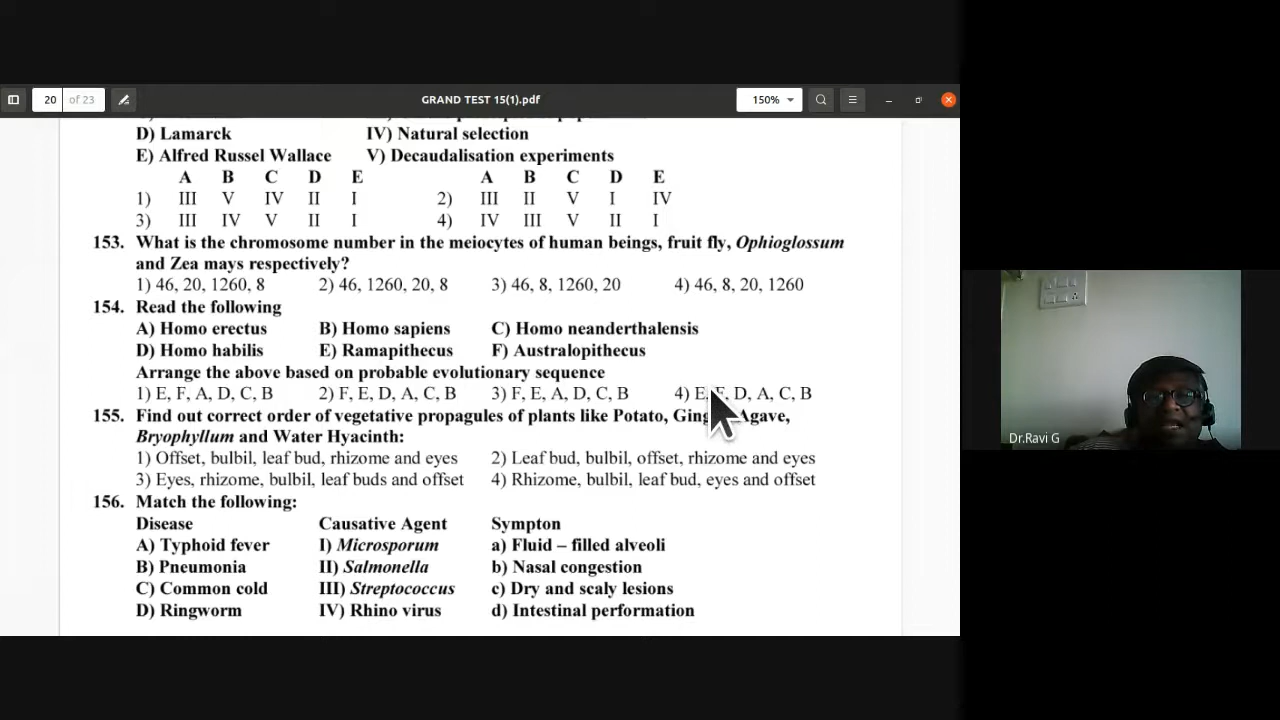 20 of 23 GRAND TEST 15(1).pdf 150%
D) Lamarck IV) Natural selection
E) Alfred Russel Wallace V) Decaudalisation experiments
A B C D E A B C D E
1) III V IV II I 2) III II V I IV
3) III IV V II I 4) IV III V II I
153. What is the chromosome number in the meiocytes of human beings, fruit fly, Ophioglossum
and Zea mays respectively?
1) 46, 20, 1260, 8 2) 46, 1260, 20, 8 3) 46, 8, 1260, 20 4) 46, 8, 20, 1260
154. Read the following
A) Homo erectus B) Homo sapiens C) Homo neanderthalensis
D) Homo habilis E) Ramapithecus F) Australopithecus
Arrange the above based on probable evolutionary sequence
1) E, F, A, D, C, B 2) F, E, D, A, C, B 3) F, E, A, D, C, B 4) E, F, D, A, C, B
155. Find out correct order of vegetative propagules of plants like Potato, Agave,
Bryophyllum and Water Hyacinth:
1) Offset, bulbil, leaf bud, rhizome and eyes 2) Leaf bud, bulbil, offset, rhizome and eyes
3) Eyes, rhizome, bulbil, leaf buds and offset 4) Rhizome, bulbil, leaf bud, eyes and offset
156. Match the following:
Disease Causative Agent Sympton
A) Typhoid fever I) Microsporum a) Fluid – filled alveoli
B) Pneumonia II) Salmonella b) Nasal congestion
C) Common cold III) Streptococcus c) Dry and scaly lesions
D) Ringworm IV) Rhino virus d) Intestinal performation
Dr.Ravi G